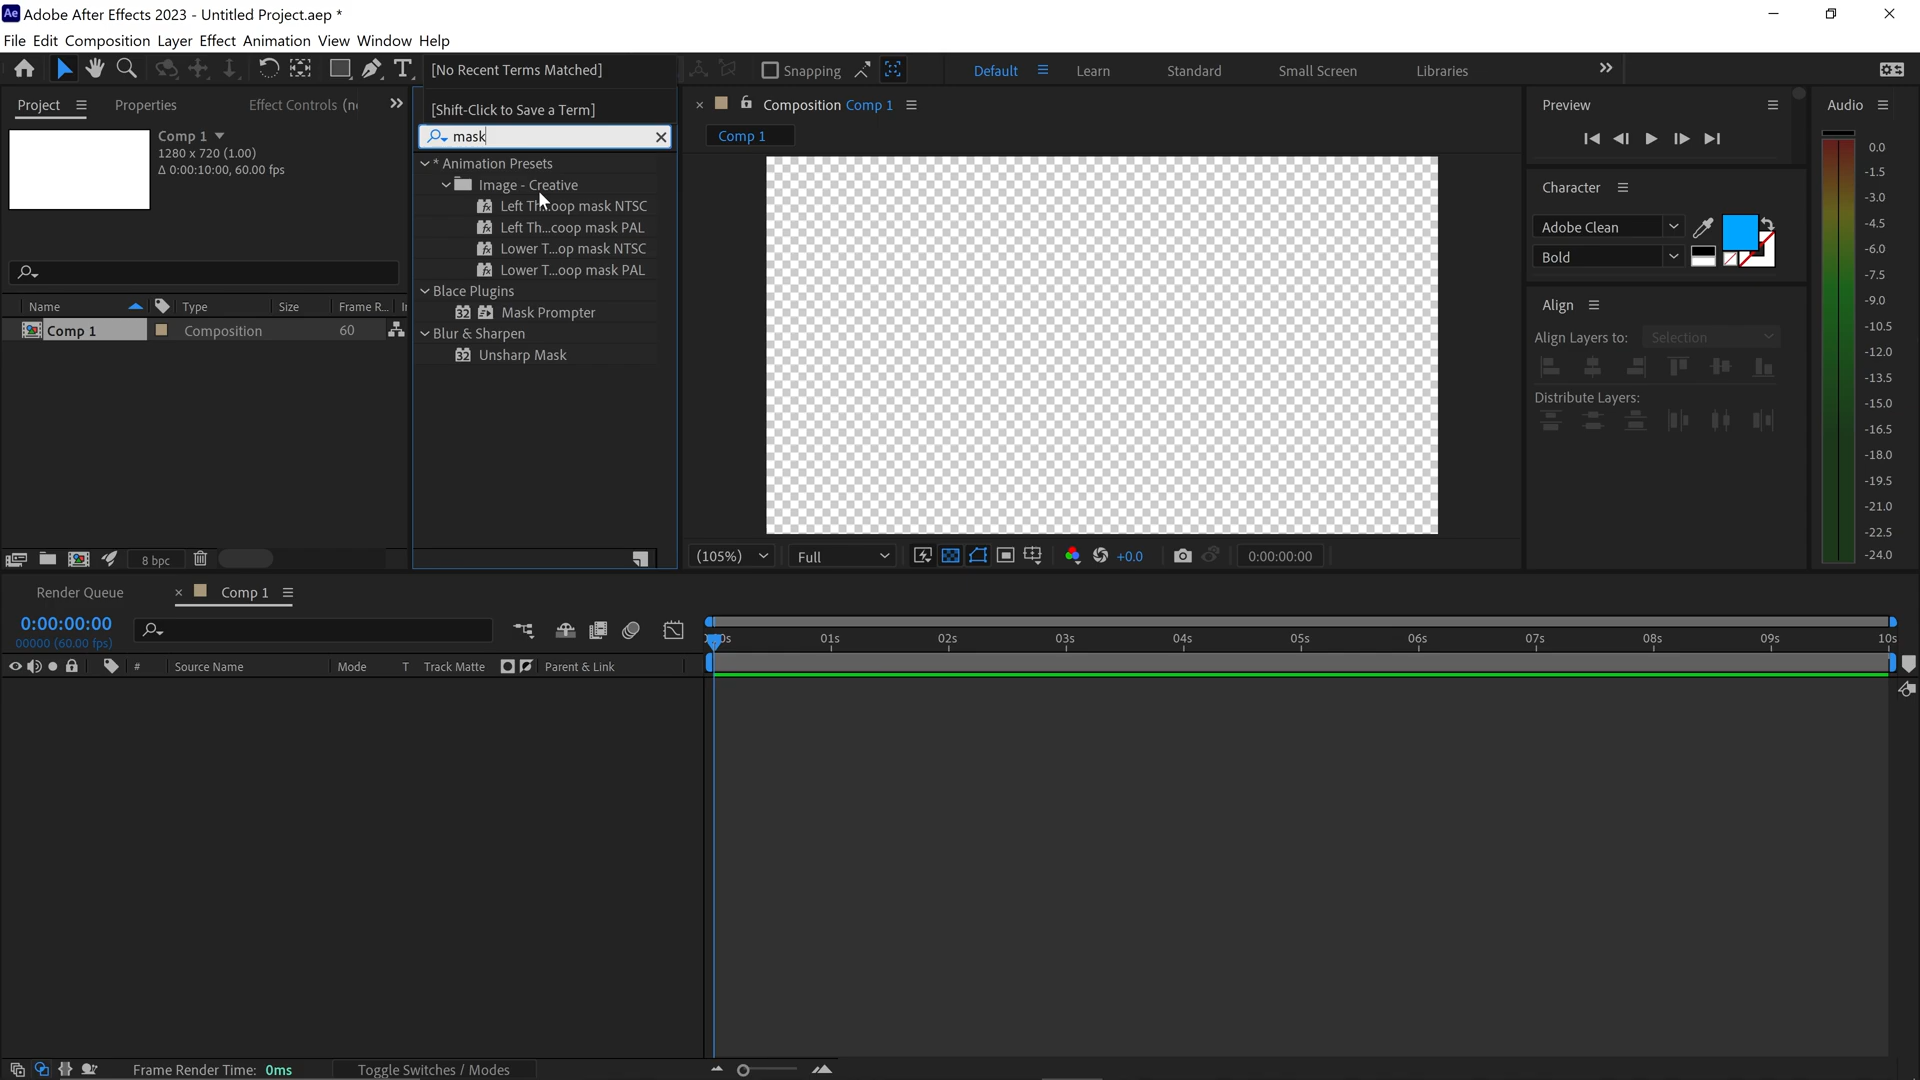 Ae Adobe After Effects 2023 - Untitled Project.aep *
File Edit Composition Layer Effect Animation View Window Help
[No Recent Terms Matched]
Snapping
Default Learn Standard Small Screen Libraries
Project Properties Effect Controls (n
[Shift-Click to Save a Term]
mask
* Animation Presets
Image - Creative
Left Th...oop mask NTSC
Left Th...coop mask PAL
Lower T...op mask NTSC
Lower T...oop mask PAL
Blace Plugins
32 Mask Prompter
Blur & Sharpen
32 Unsharp Mask
Comp 1
1280 x 720 (1.00)
Δ 0:00:10:00, 60.00 fps
Name Type Size Frame R... I
Comp 1 Composition 60
8 bpc
Composition Comp 1
Comp 1
(105%) Full +0.0 0:00:00:00
Preview
Character
Adobe Clean
Bold
Align
Align Layers to: Selection
Distribute Layers:
Audio
0.0
-1.5
-3.0
-4.5
-6.0
-7.5
-9.0
-10.5
-12.0
-13.5
-15.0
-16.5
-18.0
-19.5
-21.0
-22.5
-24.0
Render Queue Comp 1
0:00:00:00
00000 (60.00 fps)
0s 01s 02s 03s 04s 05s 06s 07s 08s 09s 10s
# Source Name Mode T Track Matte Parent & Link
Frame Render Time: 0ms Toggle Switches / Modes